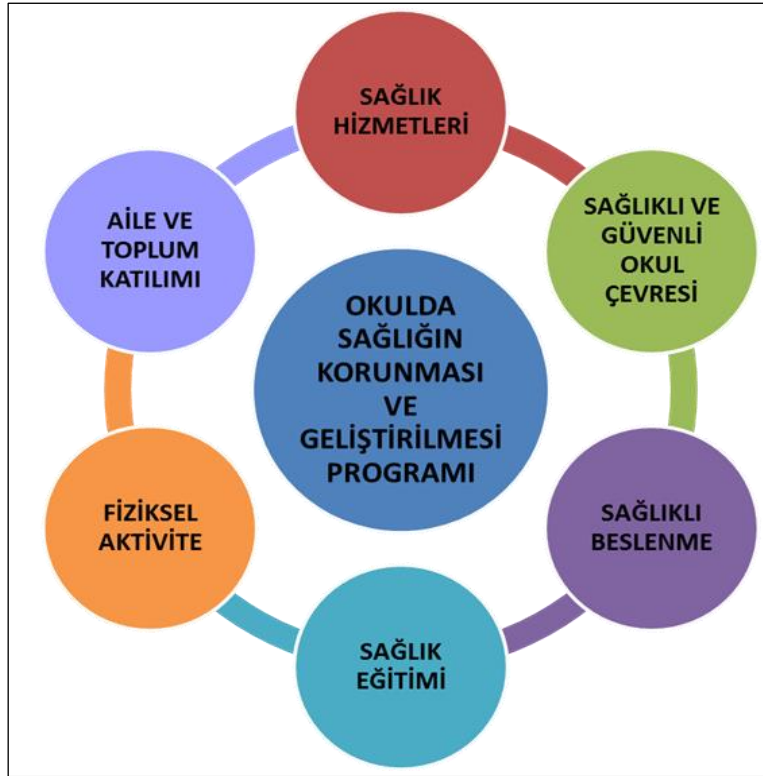 SAĞLIK
HİZMETLERİ
SAĞLIKLI VE
GÜVENLİ
OKUL
ÇEVRESİ
SAĞLIKLI
BESLENME
SAĞLIK
EĞİTİMİ
FİZİKSEL
AKTİVİTE
AİLE VE
TOPLUM
KATILIMI
OKULDA
SAĞLIĞIN
KORUNMASI
VE
GELİŞTİRİLMESİ
PROGRAMI